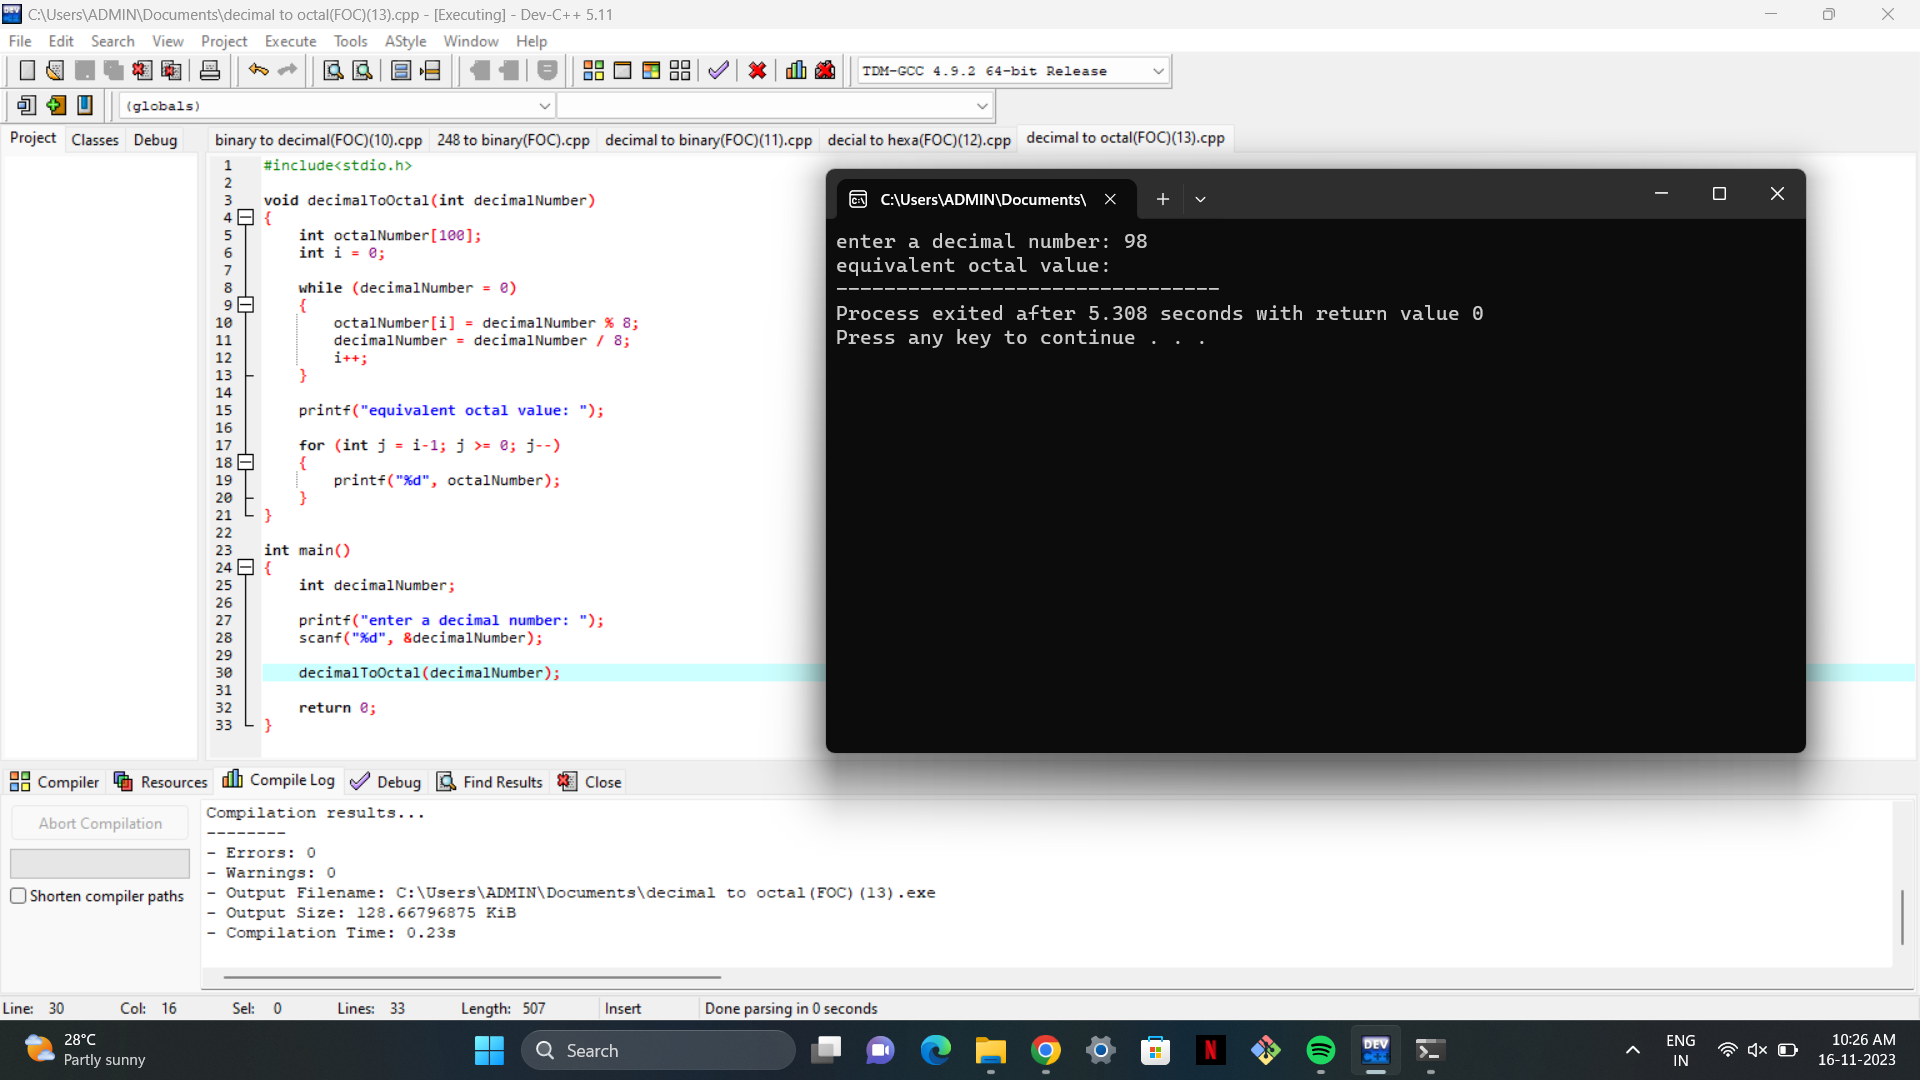 C:\Users\ADMIN\Documents\decimal to octal(FOC)(13).cpp - [Executing] - Dev-C++ 5.11
File Edit Search View Project Execute Tools AStyle Window Help
TDM-GCC 4.9.2 64-bit Release
(globals)
Project Classes Debug
binary to decimal(FOC)(10).cpp 248 to binary(FOC).cpp decimal to binary(FOC)(11).cpp decial to hexa(FOC)(12).cpp decimal to octal(FOC)(13).cpp
1 #include<stdio.h>
2
3 void decimalToOctal(int decimalNumber)
4 {
5 int octalNumber[100];
6 int i = 0;
7
8 while (decimalNumber = 0)
9 {
10 octalNumber[i] = decimalNumber % 8;
11 decimalNumber = decimalNumber / 8;
12 i++;
13 }
14
15 printf("equivalent octal value: ");
16
17 for (int j = i-1; j >= 0; j--)
18 {
19 printf("%d", octalNumber);
20 }
21 }
22
23 int main()
24 {
25 int decimalNumber;
26
27 printf("enter a decimal number: ");
28 scanf("%d", &decimalNumber);
29
30 decimalToOctal(decimalNumber);
31
32 return 0;
33 }
C:\Users\ADMIN\Documents\
enter a decimal number: 98
equivalent octal value:
--------------------------------
Process exited after 5.308 seconds with return value 0
Press any key to continue . . .
Compiler Resources Compile Log Debug Find Results Close
Abort Compilation
Shorten compiler paths
Compilation results...
--------
- Errors: 0
- Warnings: 0
- Output Filename: C:\Users\ADMIN\Documents\decimal to octal(FOC)(13).exe
- Output Size: 128.66796875 KiB
- Compilation Time: 0.23s
Line: 30 Col: 16 Sel: 0 Lines: 33 Length: 507 Insert Done parsing in 0 seconds
28°C
Partly sunny
Search
DEV
C++
ENG
IN
10:26 AM
16-11-2023